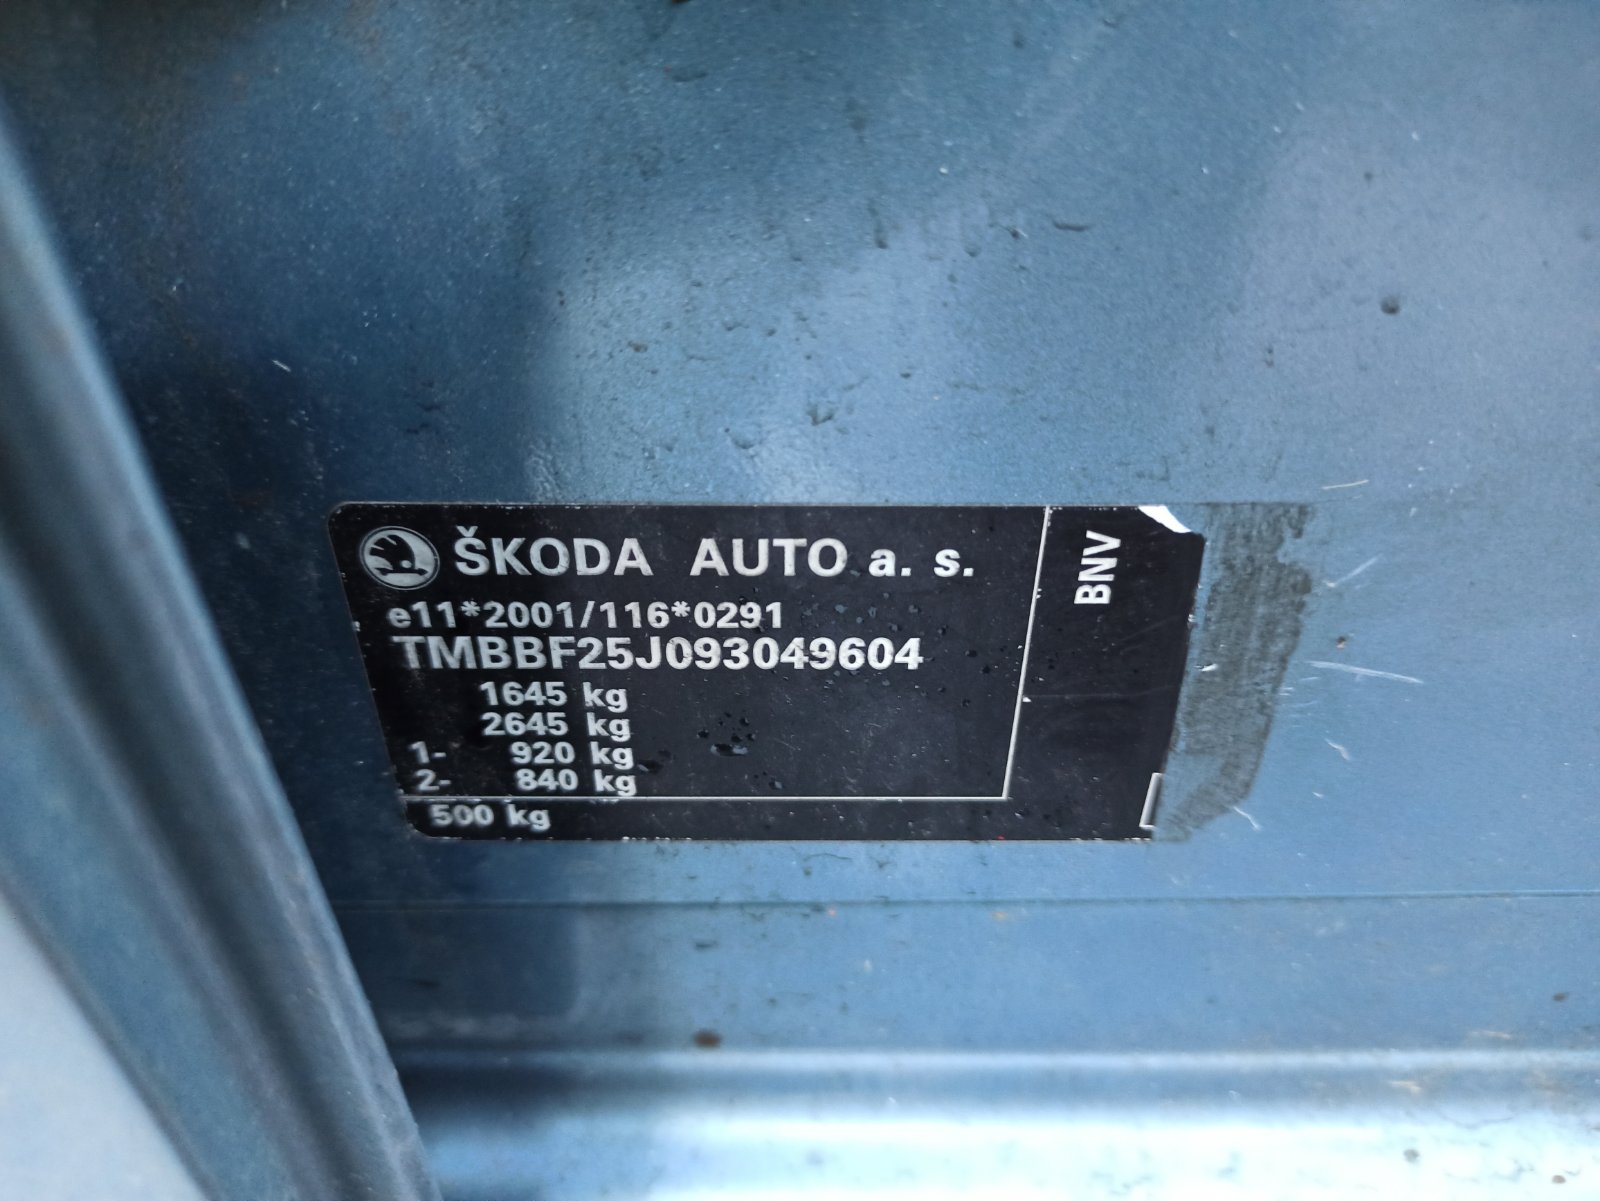 ŠKODA AUTO a. s.
e11*2001/116*0291
TMBBF25J093049604
1645 kg
2645 kg
1- 920 kg
2- 840 kg
500 kg
BNV